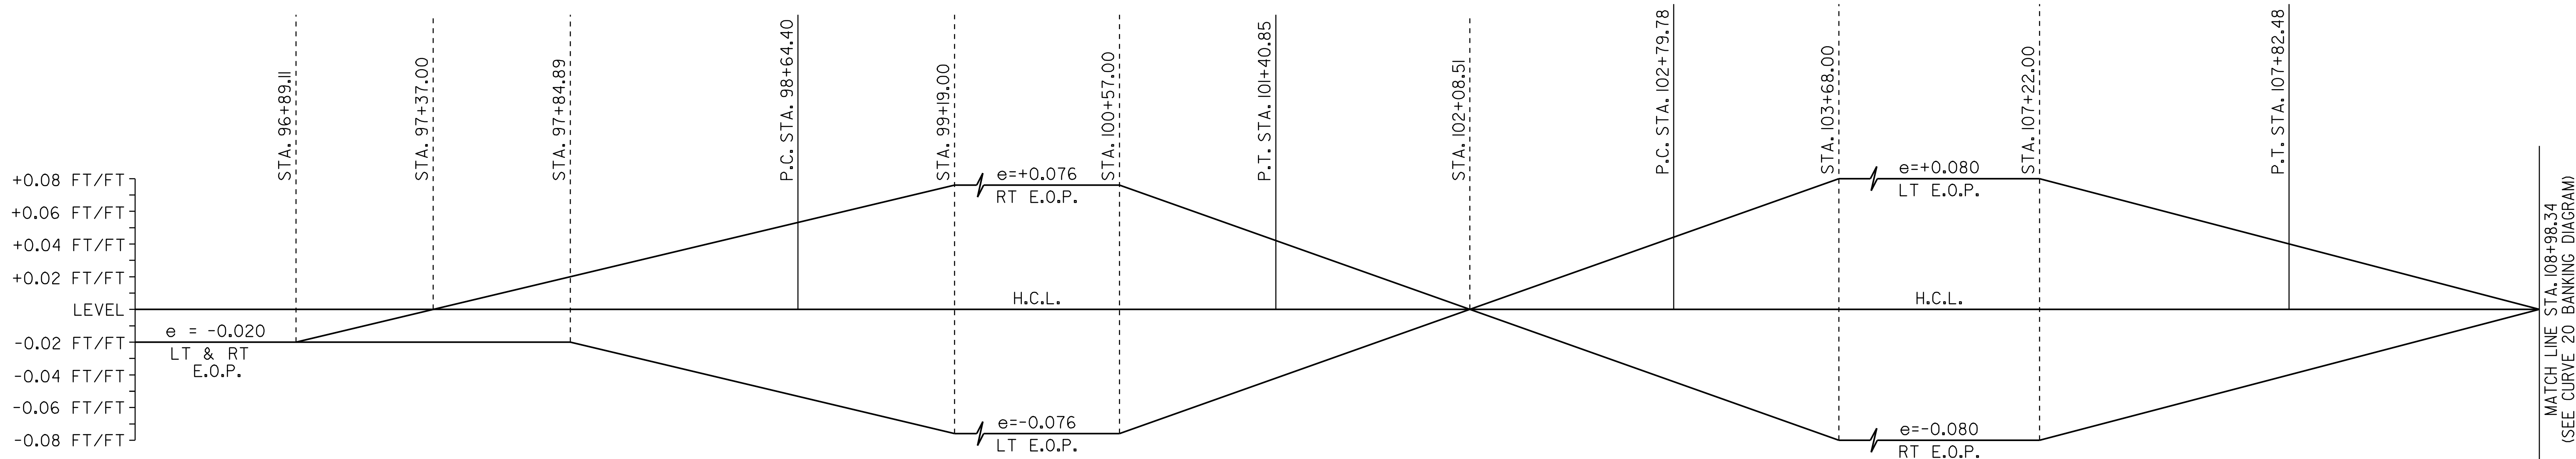 STA. 96+89.11
STA. 97+37.00
STA. 97+84.89
P.C. STA. 98+64.40
STA. 99+19.00
STA. 100+57.00
P.T. STA. 101+40.85
STA. 102+08.51
P.C. STA. 102+79.78
STA. 103+68.00
STA. 107+22.00
P.T. STA. 107+82.48
MATCH LINE STA. 108+98.34
(SEE CURVE 20 BANKING DIAGRAM)
+0.08 FT/FT
+0.06 FT/FT
+0.04 FT/FT
+0.02 FT/FT
LEVEL
-0.02 FT/FT
-0.04 FT/FT
-0.06 FT/FT
-0.08 FT/FT
e = -0.020
LT & RT
E.O.P.
e=+0.076
RT E.O.P.
H.C.L.
e=-0.076
LT E.O.P.
e=+0.080
LT E.O.P.
H.C.L.
e=-0.080
RT E.O.P.